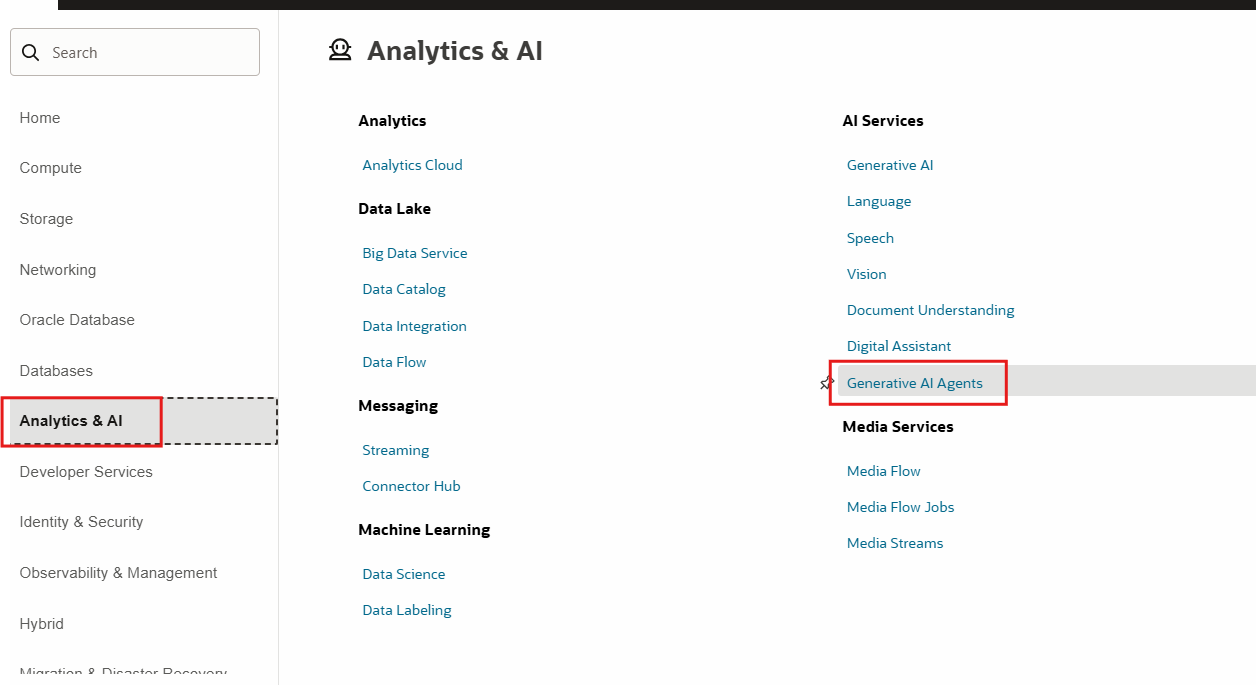 Search
Home
Compute
Storage
Networking
Oracle Database
Databases
Analytics & AI
Developer Services
Identity & Security
Observability & Management
Hybrid
Migration & Disaster Recovery
Analytics & AI
Analytics
Analytics Cloud
Data Lake
Big Data Service
Data Catalog
Data Integration
Data Flow
Messaging
Streaming
Connector Hub
Machine Learning
Data Science
Data Labeling
AI Services
Generative AI
Language
Speech
Vision
Document Understanding
Digital Assistant
Generative AI Agents
Media Services
Media Flow
Media Flow Jobs
Media Streams